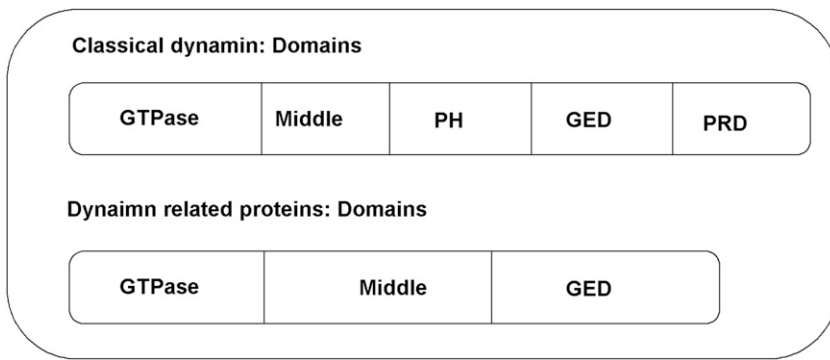 Classical dynamin: Domains
GTPase Middle PH GED PRD
Dynaimn related proteins: Domains
GTPase Middle GED